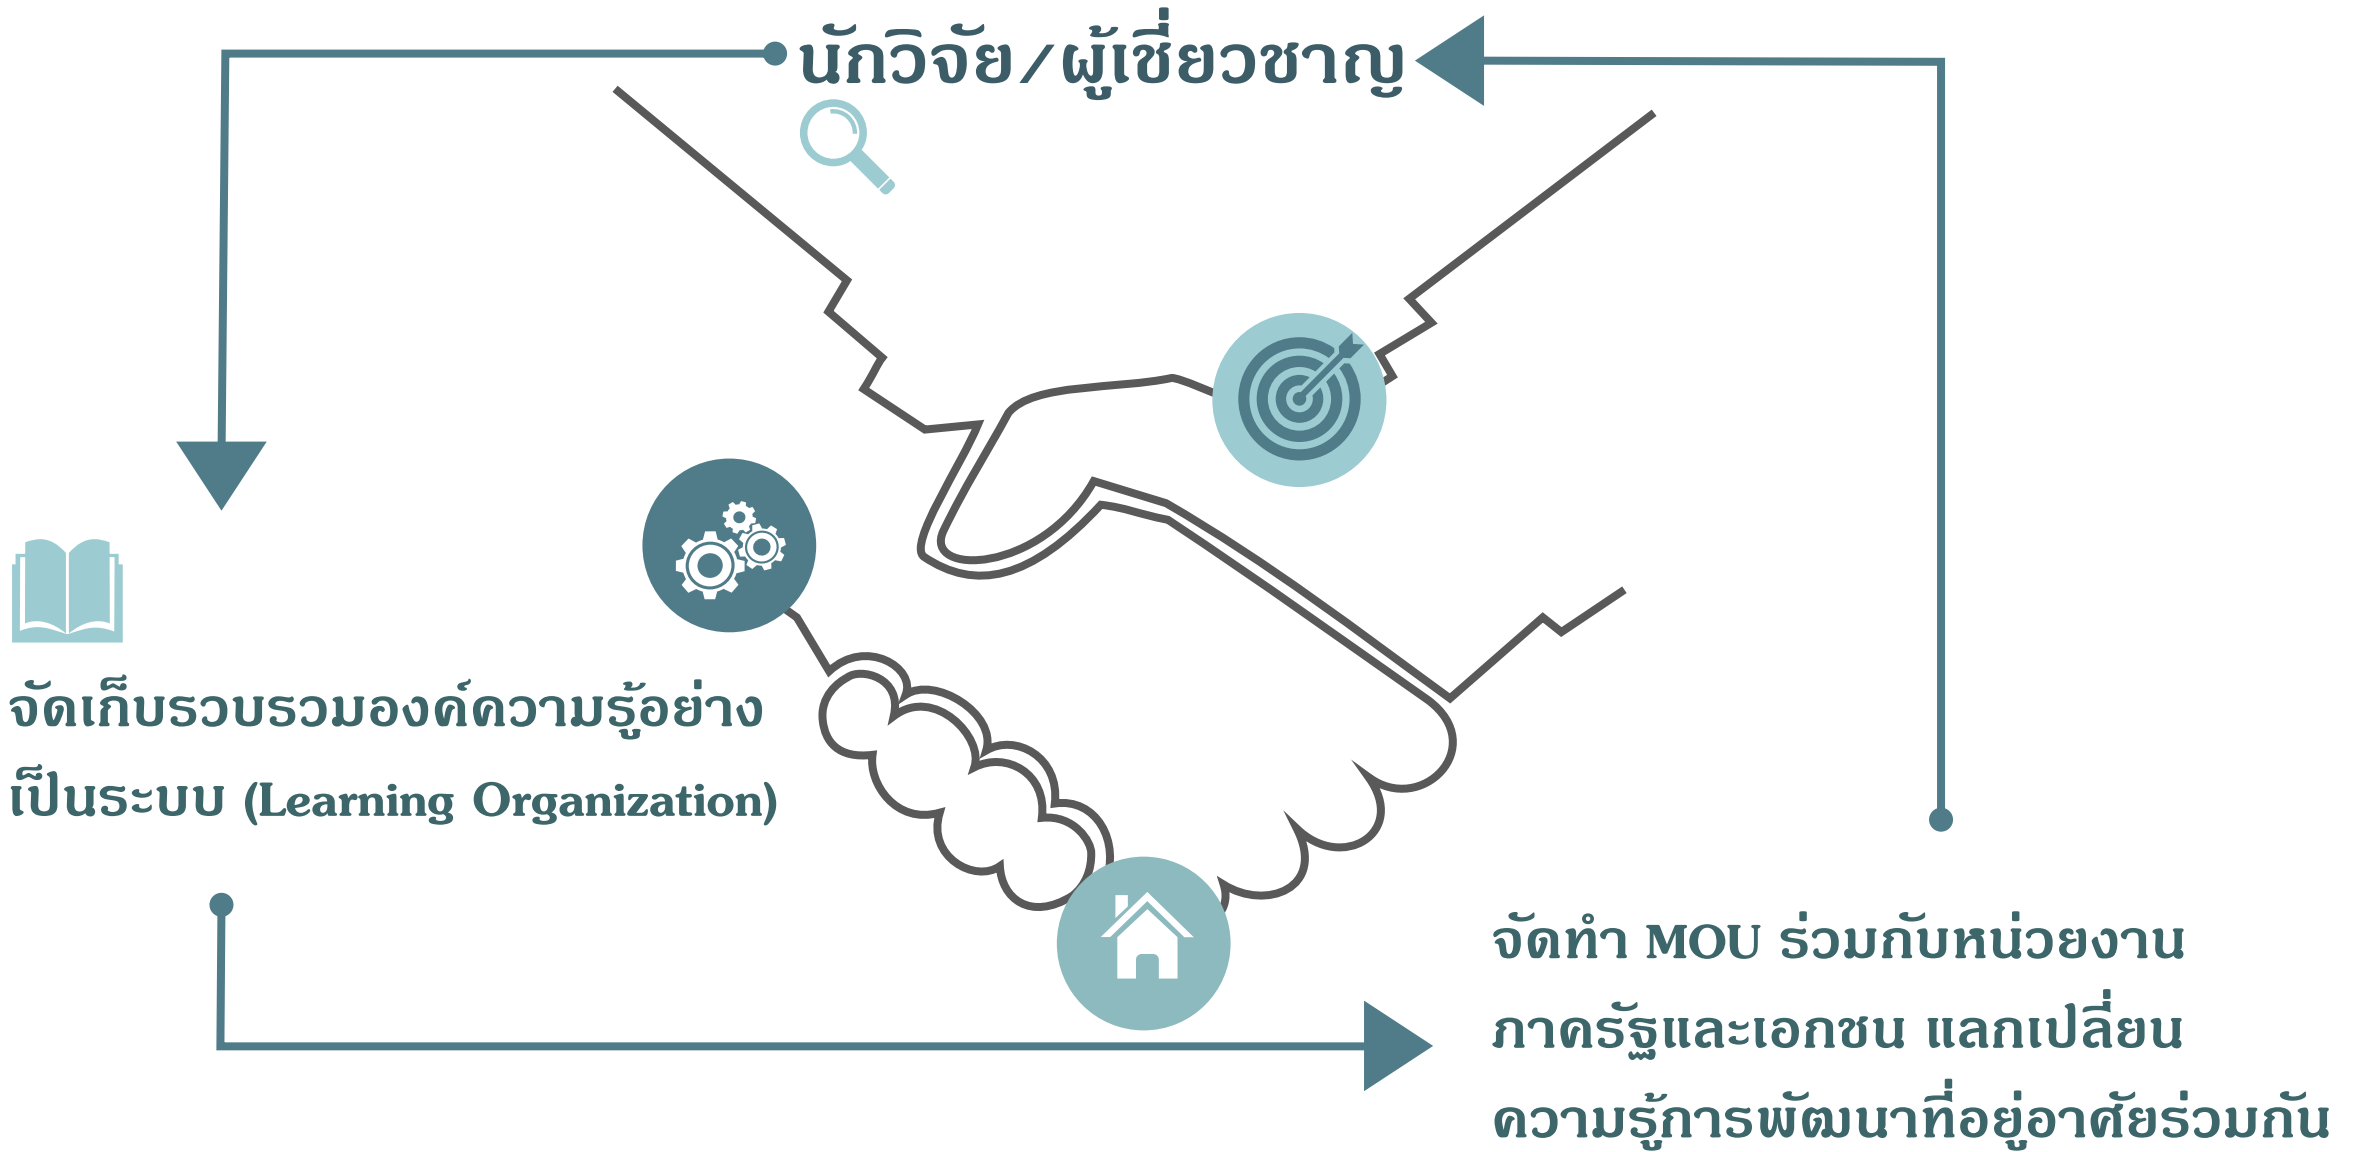 นักวิจัย/ผู้เชี่ยวชาญ
จัดเก็บรวบรวมองค์ความรู้อย่าง
เป็นระบบ (Learning Organization)
จัดทำ MOU ร่วมกับหน่วยงาน
ภาครัฐและเอกชน แลกเปลี่ยน
ความรู้การพัฒนาที่อยู่อาศัยร่วมกัน